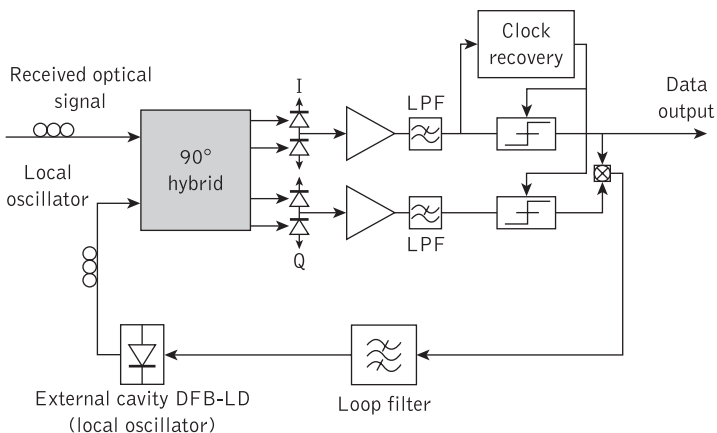 Clock
recovery
Received optical
signal
I
LPF
Data
output
90°
hybrid
Local
oscillator
LPF
Q
External cavity DFB-LD
(local oscillator)
Loop filter